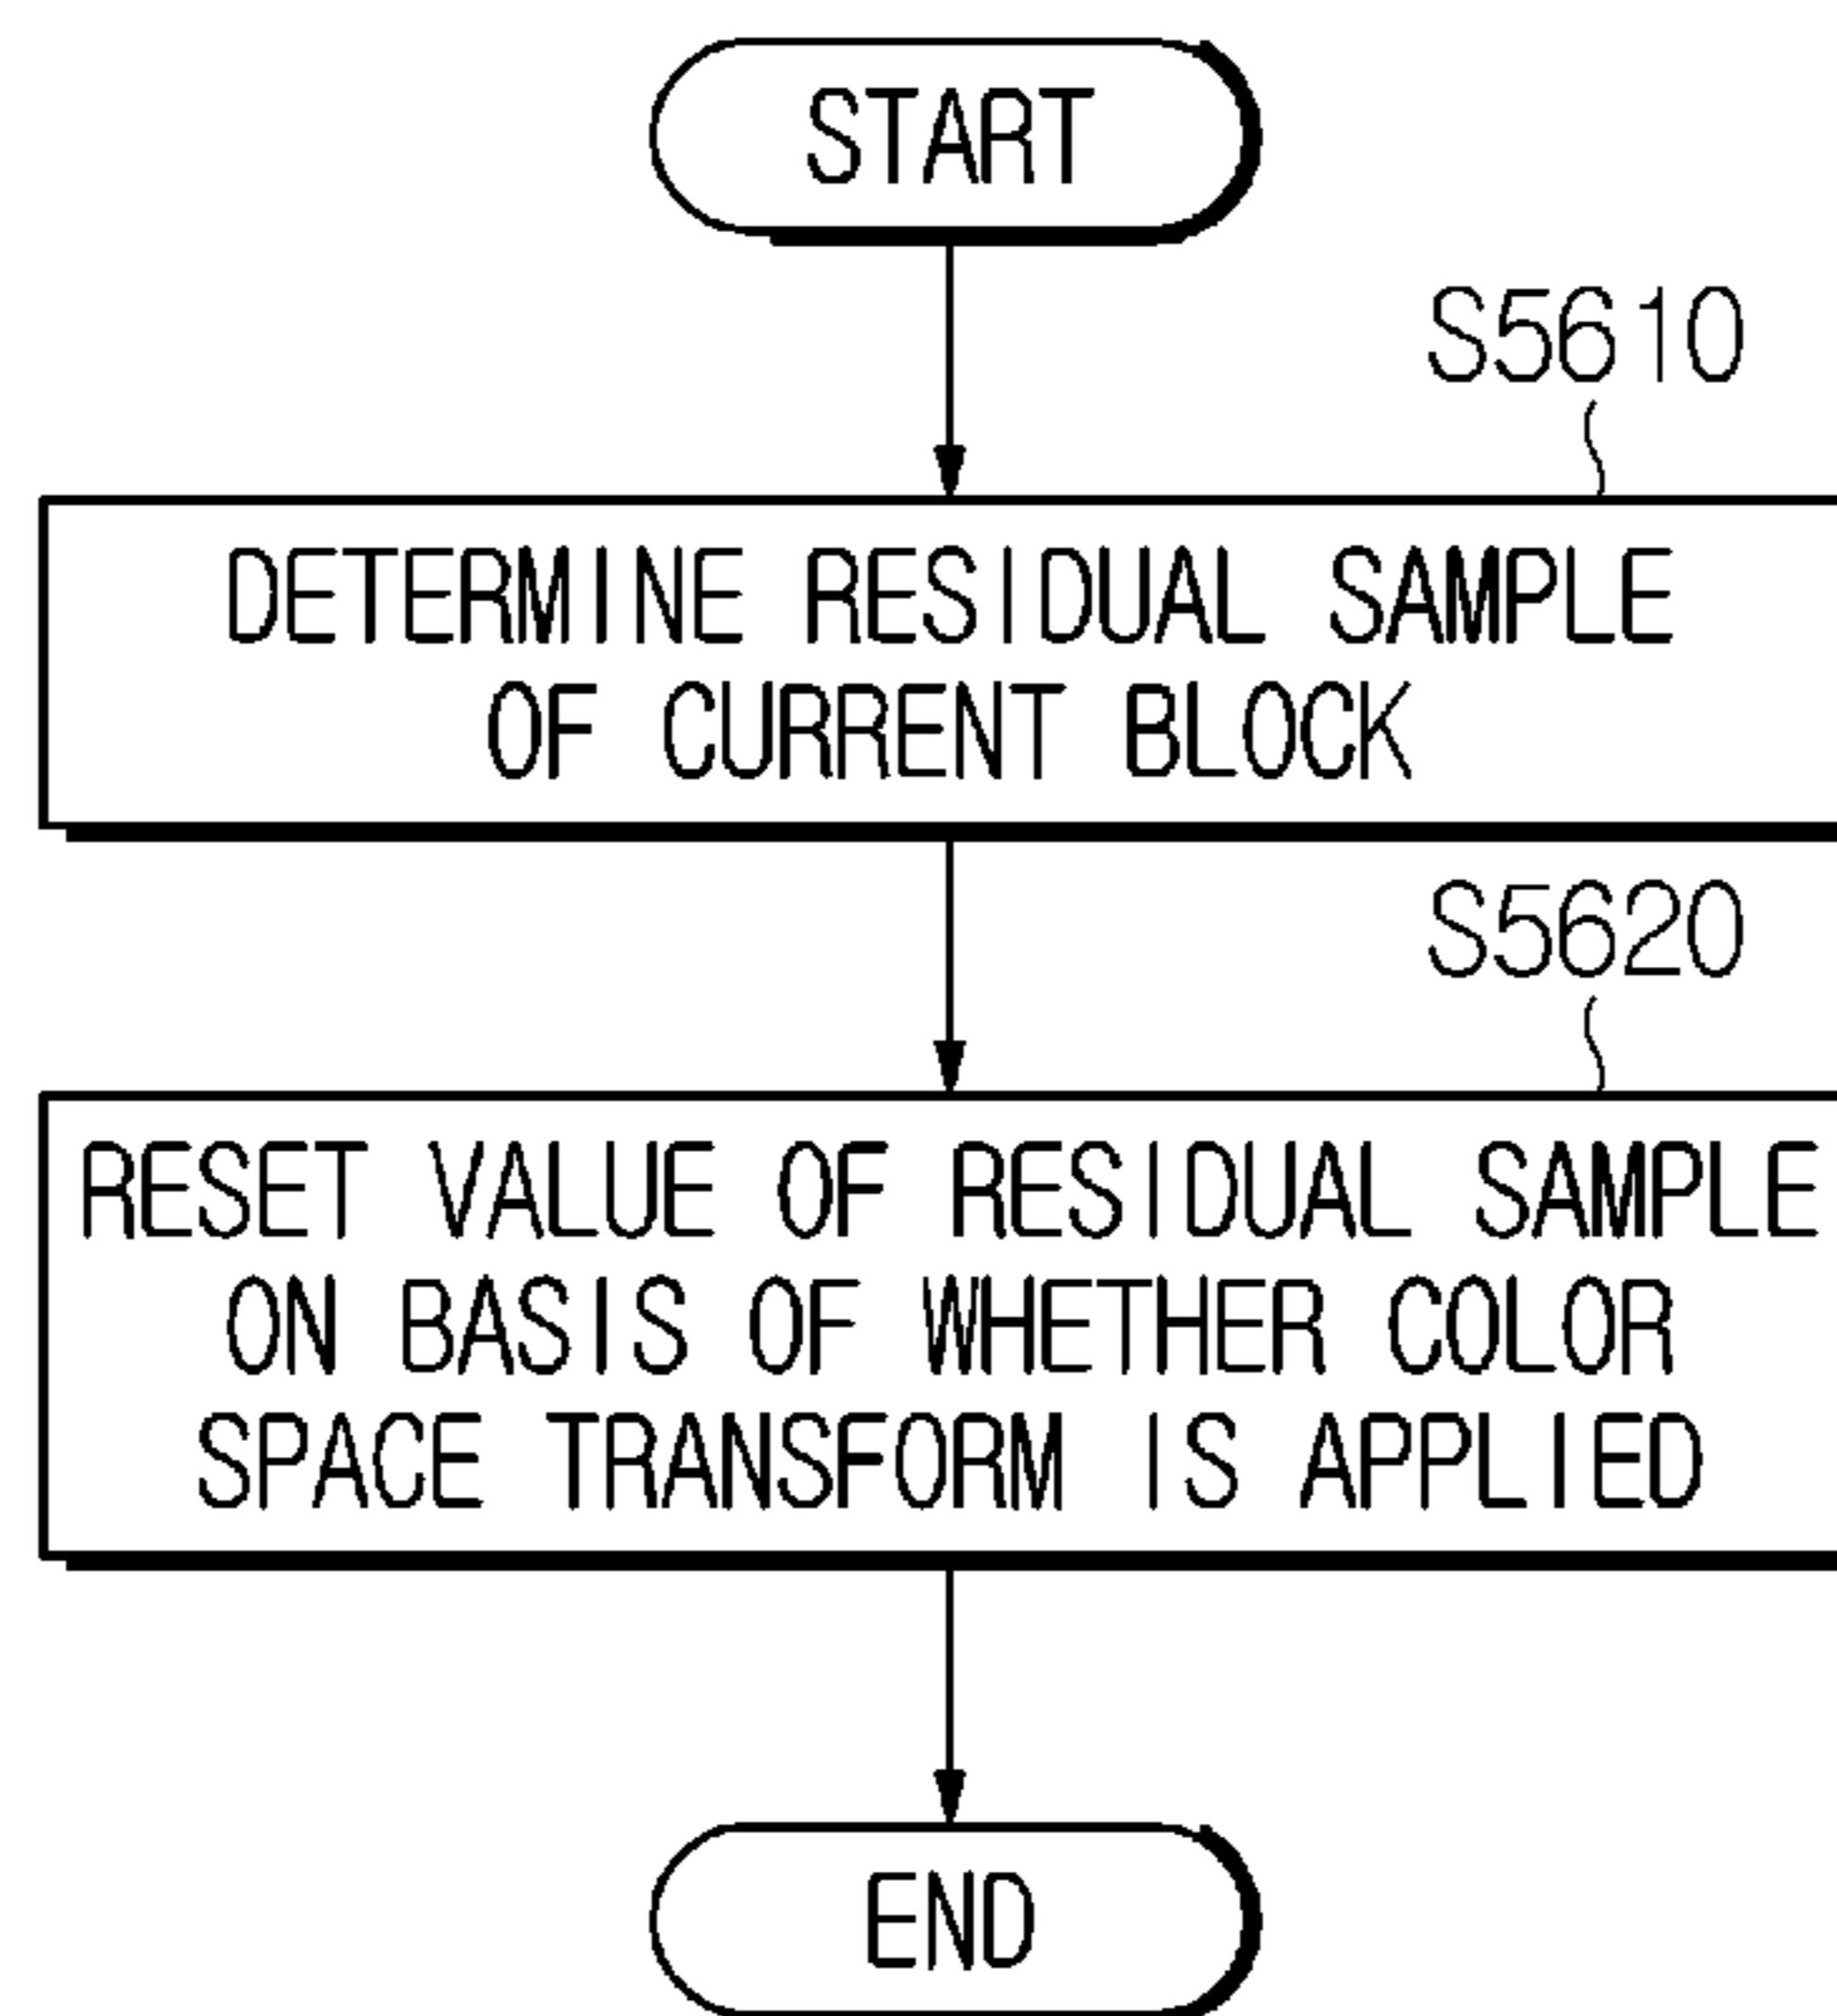 START
S5610
DETERMINE RESIDUAL SAMPLE
OF CURRENT BLOCK
S5620
RESET VALUE OF RESIDUAL SAMPLE
ON BASIS OF WHETHER COLOR
SPACE TRANSFORM IS APPLIED
END